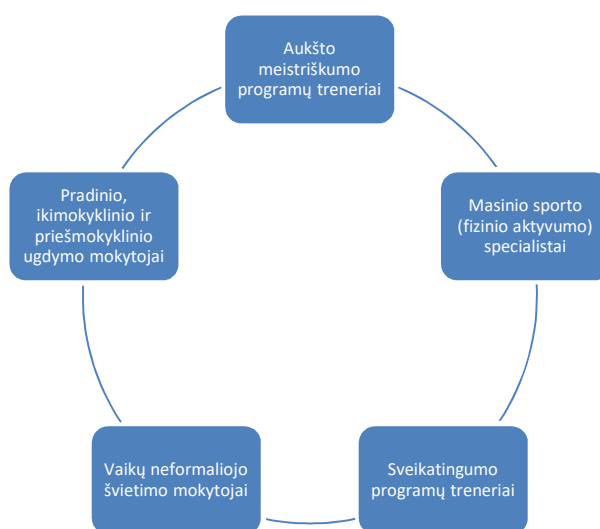 Aukšto
meistriškumo
programų treneriai
Masinio sporto
(fizinio aktyvumo)
specialistai
Sveikatingumo
programų treneriai
Vaikų neformaliojo
švietimo mokytojai
Pradinio,
ikimokyklinio ir
priešmokyklinio
ugdymo mokytojai